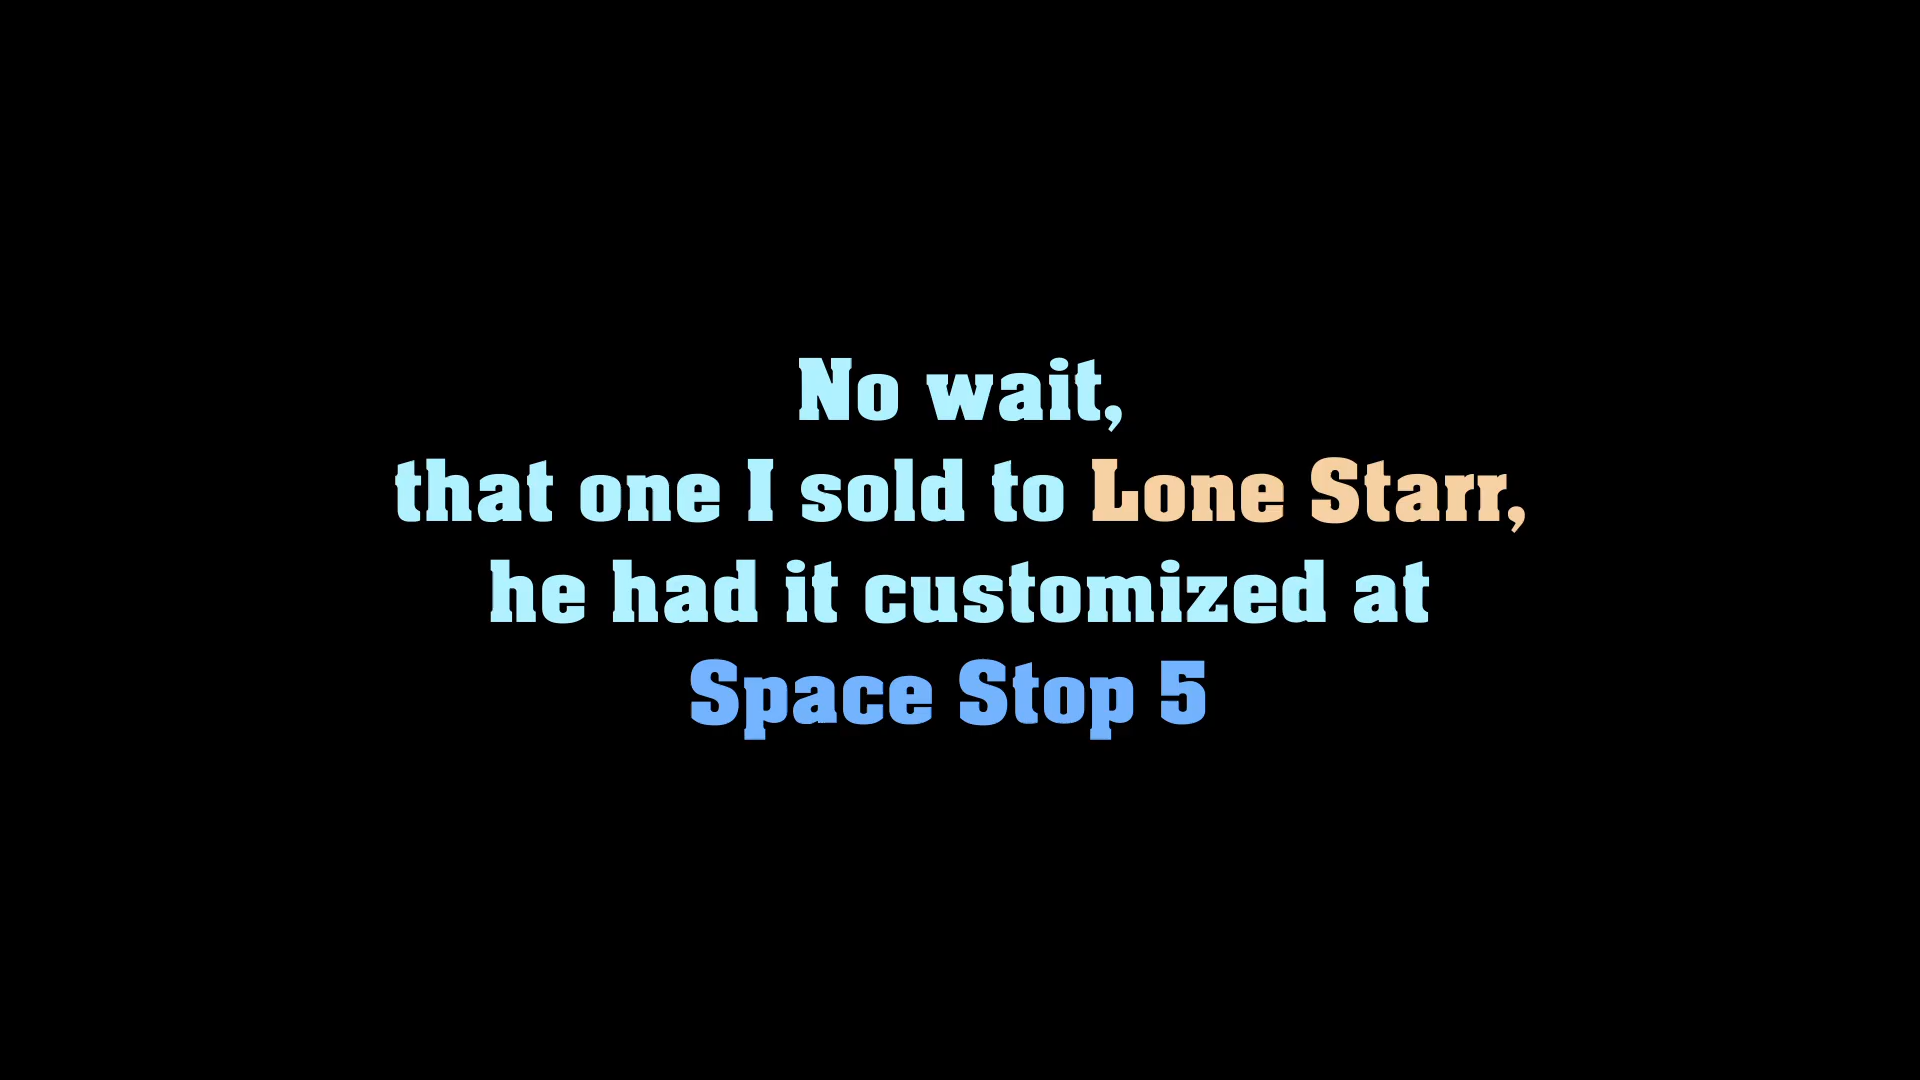 No wait,
that one I sold to Lone Starr,
he had it customized at
Space Stop 5